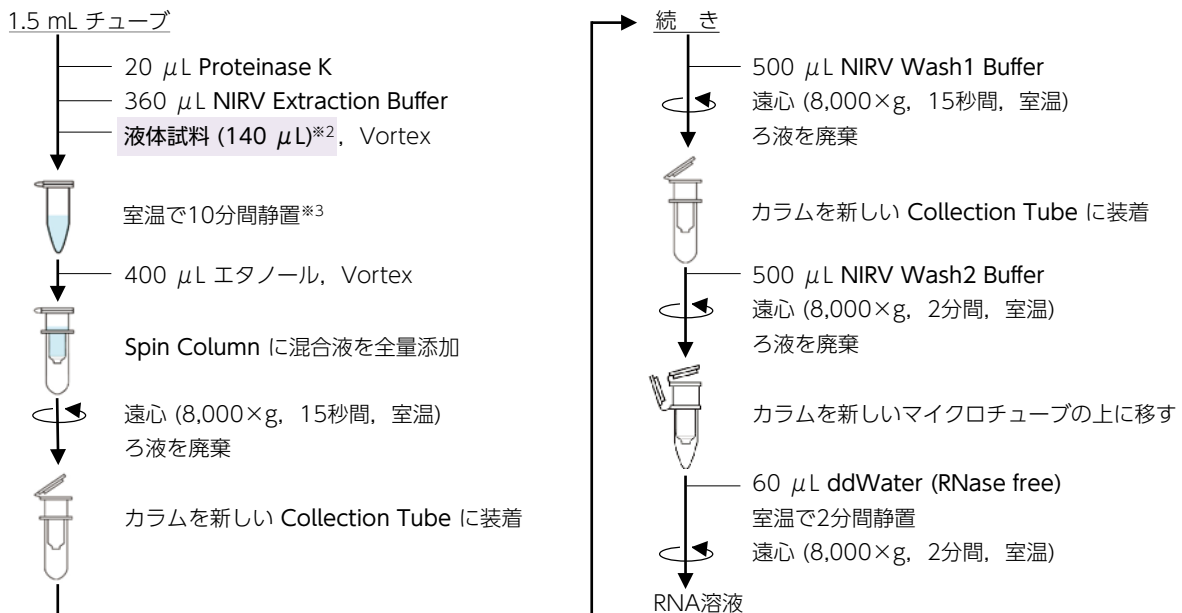 1.5 mL チューブ
20 μL Proteinase K
360 μL NIRV Extraction Buffer
液体試料 (140 μL)※2, Vortex
室温で10分間静置※3
400 μL エタノール, Vortex
Spin Column に混合液を全量添加
遠心 (8,000×g, 15秒間, 室温)
ろ液を廃棄
カラムを新しい Collection Tube に装着
続 き
500 μL NIRV Wash1 Buffer
遠心 (8,000×g, 15秒間, 室温)
ろ液を廃棄
カラムを新しい Collection Tube に装着
500 μL NIRV Wash2 Buffer
遠心 (8,000×g, 2分間, 室温)
ろ液を廃棄
カラムを新しいマイクロチューブの上に移す
60 μL ddWater (RNase free)
室温で2分間静置
遠心 (8,000×g, 2分間, 室温)
RNA溶液